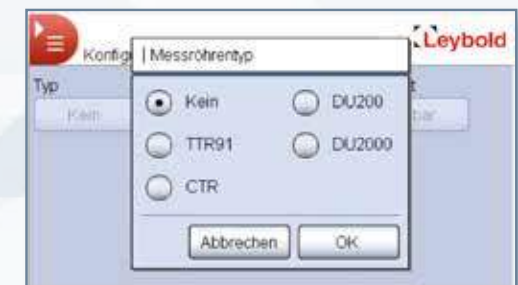 Leybold
Konfig
| Messröhrentyp
Typ
Kein
Kein
DU200
TTR91
DU2000
CTR
Abbrechen
OK